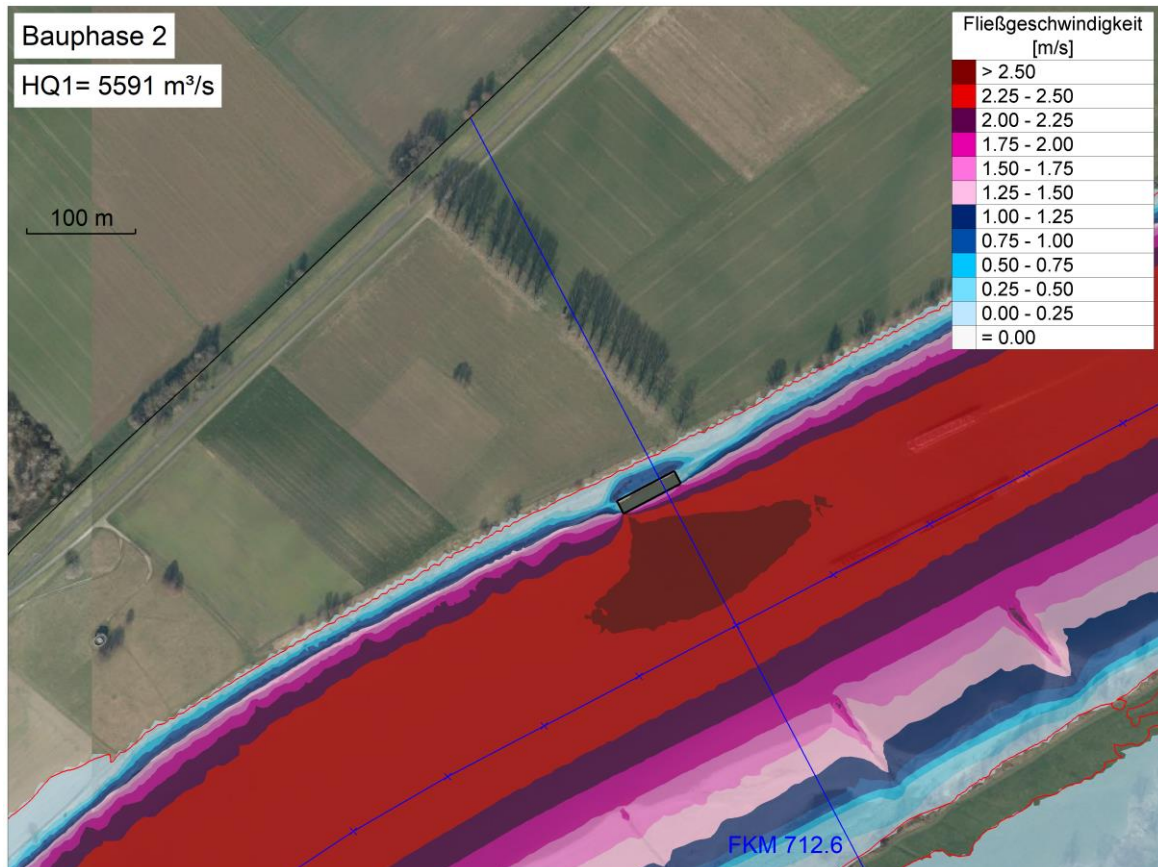 Bauphase 2
HQ1= 5591 m³/s
100 m
Fließgeschwindigkeit
[m/s]
> 2.50
2.25 - 2.50
2.00 - 2.25
1.75 - 2.00
1.50 - 1.75
1.25 - 1.50
1.00 - 1.25
0.75 - 1.00
0.50 - 0.75
0.25 - 0.50
0.00 - 0.25
= 0.00
FKM 712.6